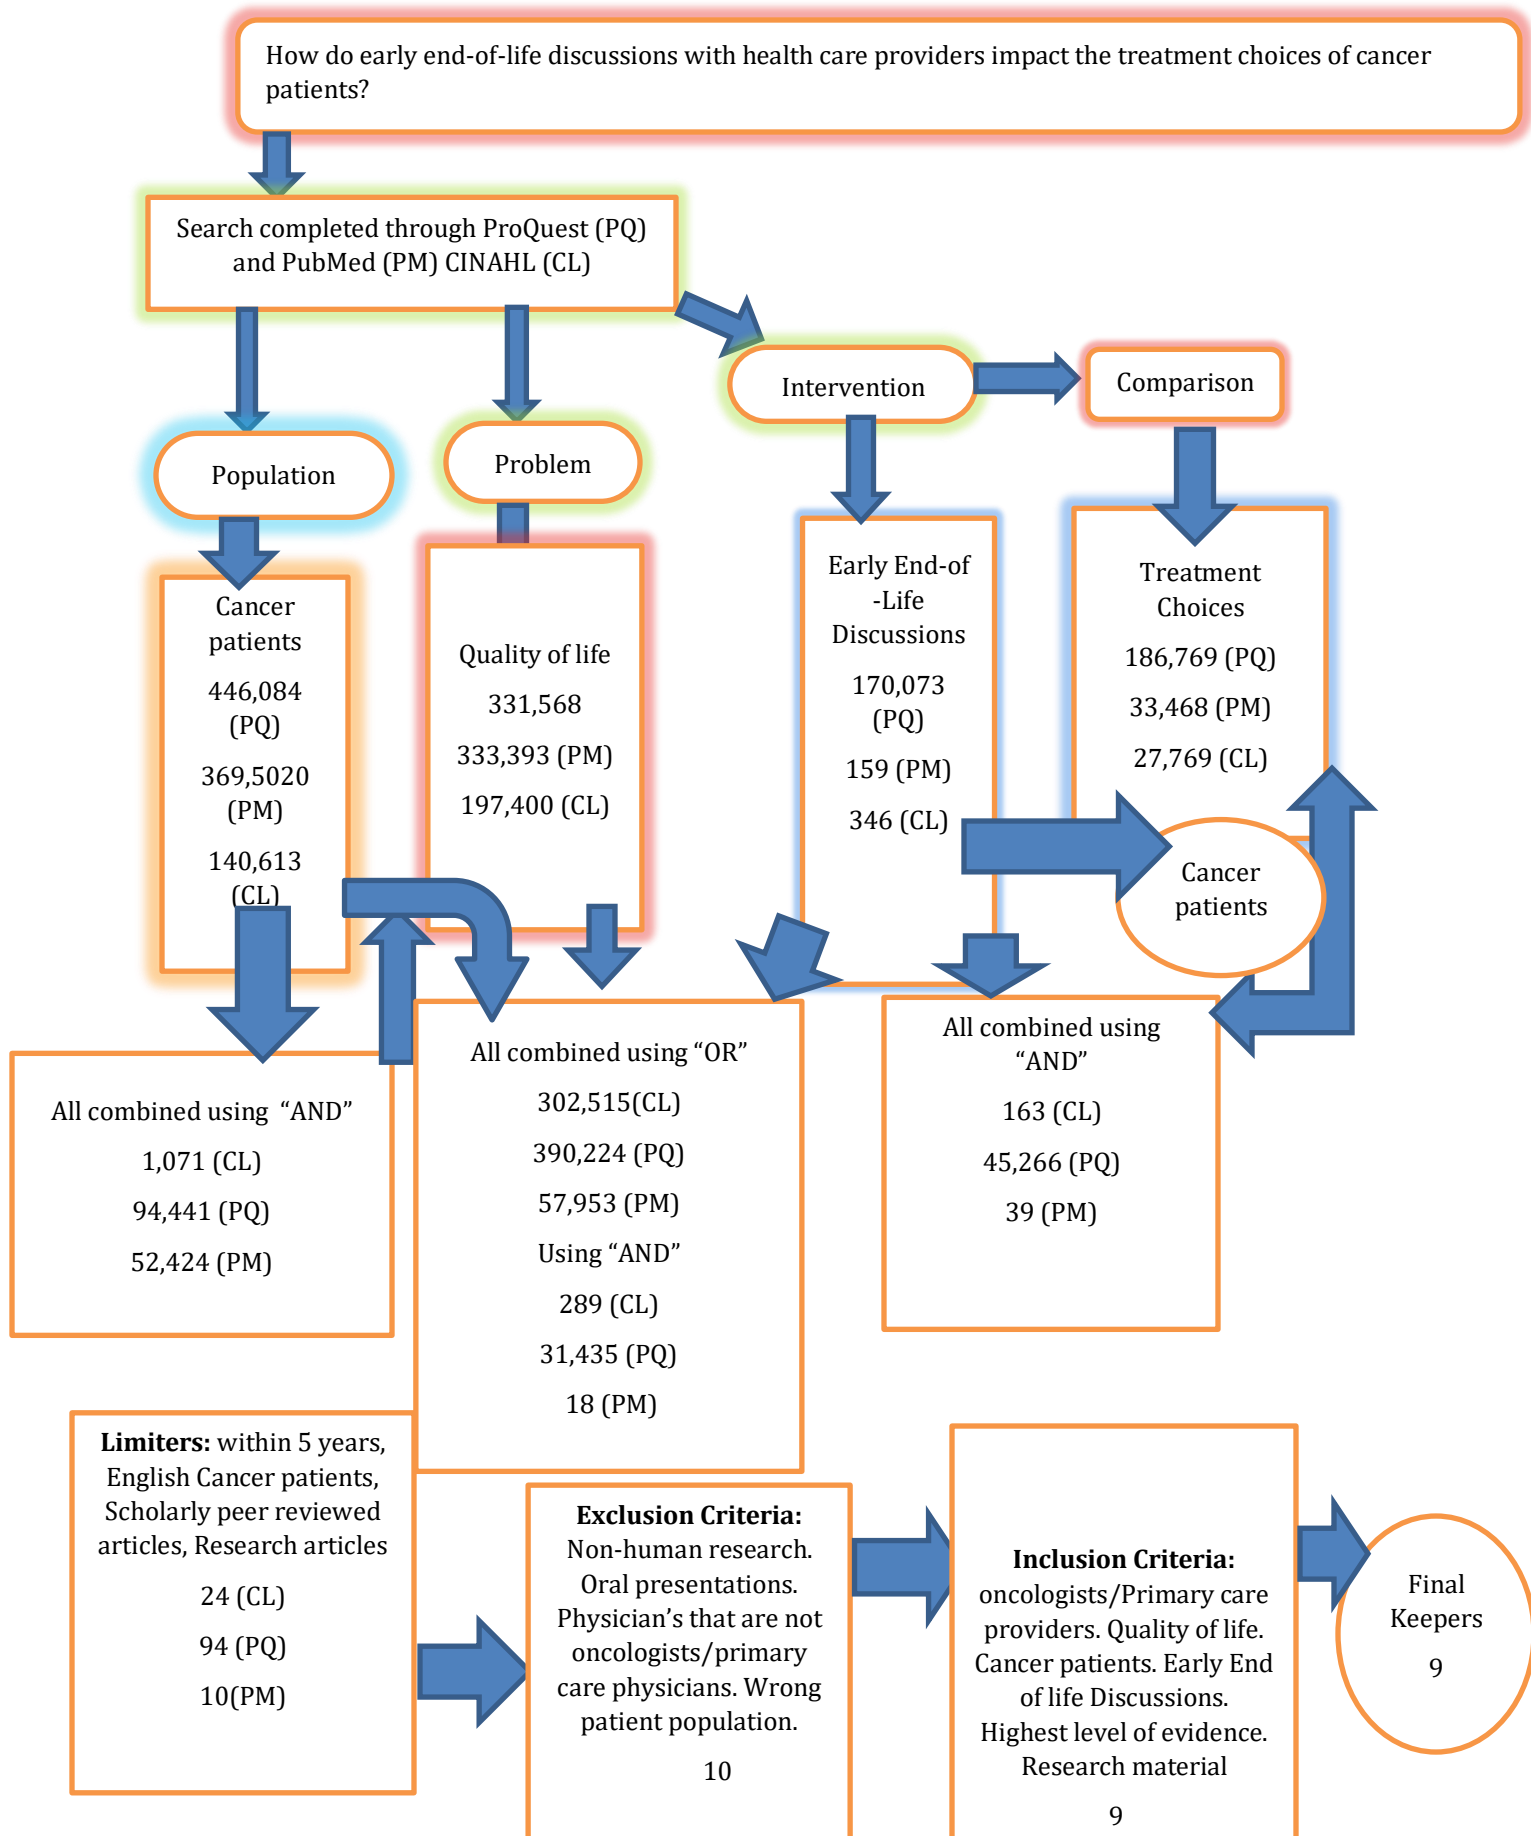 How do early end-of-life discussions with health care providers impact the treatment choices of cancer
patients?
Search completed through ProQuest (PQ)
and PubMed (PM) CINAHL (CL)
Population
Problem
Intervention
Comparison
Cancer
patients
446,084
(PQ)
369,5020
(PM)
140,613
(CL)
Quality of life
331,568
333,393 (PM)
197,400 (CL)
Early End-of
-Life
Discussions
170,073
(PQ)
159 (PM)
346 (CL)
Treatment
Choices
186,769 (PQ)
33,468 (PM)
27,769 (CL)
Cancer
patients
All combined using "AND"
1,071 (CL)
94,441 (PQ)
52,424 (PM)
All combined using “OR”
302,515(CL)
390,224 (PQ)
57,953 (PM)
Using “AND”
289 (CL)
31,435 (PQ)
18 (PM)
All combined using
“AND”
163 (CL)
45,266 (PQ)
39 (PM)
Limiters: within 5 years,
English Cancer patients,
Scholarly peer reviewed
articles, Research articles
24 (CL)
94 (PQ)
10(PM)
Exclusion Criteria:
Non-human research.
Oral presentations.
Physician’s that are not
oncologists/primary
care physicians. Wrong
patient population.
10
Inclusion Criteria:
oncologists/Primary care
providers. Quality of life.
Cancer patients. Early End
of life Discussions.
Highest level of evidence.
Research material
9
Final
Keepers
9